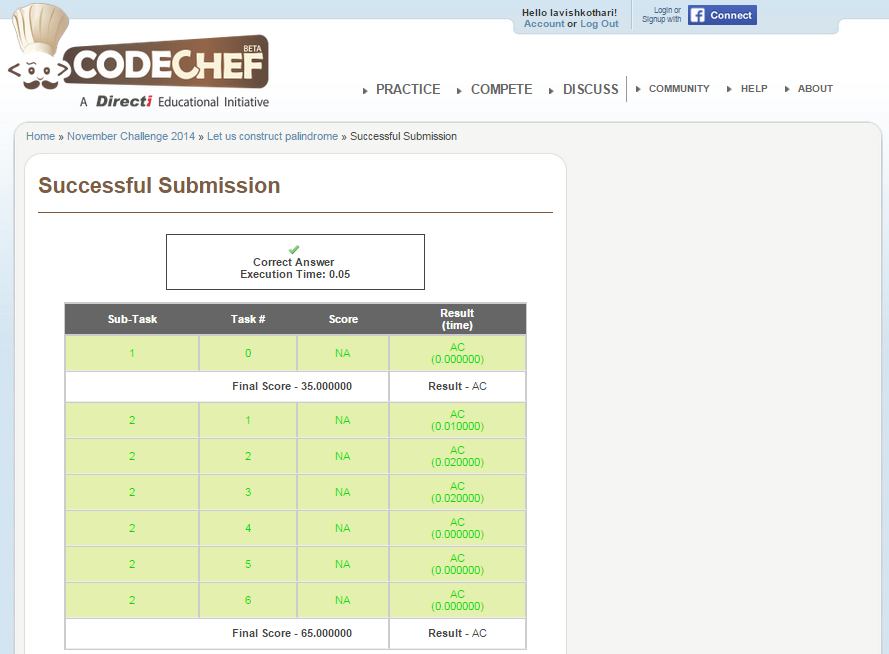 Hello lavishkothari!
Account or Log Out
Login or
Signup with
Connect
BETA
CODECHEF
A Directi Educational Initiative
PRACTICE COMPETE DISCUSS COMMUNITY HELP ABOUT
Home » November Challenge 2014 » Let us construct palindrome » Successful Submission
Successful Submission
Correct Answer
Execution Time: 0.05
Sub-Task Task # Score Result
(time)
1 0 NA AC
(0.000000)
Final Score - 35.000000 Result - AC
2 1 NA AC
(0.010000)
2 2 NA AC
(0.020000)
2 3 NA AC
(0.020000)
2 4 NA AC
(0.000000)
2 5 NA AC
(0.000000)
2 6 NA AC
(0.000000)
Final Score - 65.000000 Result - AC